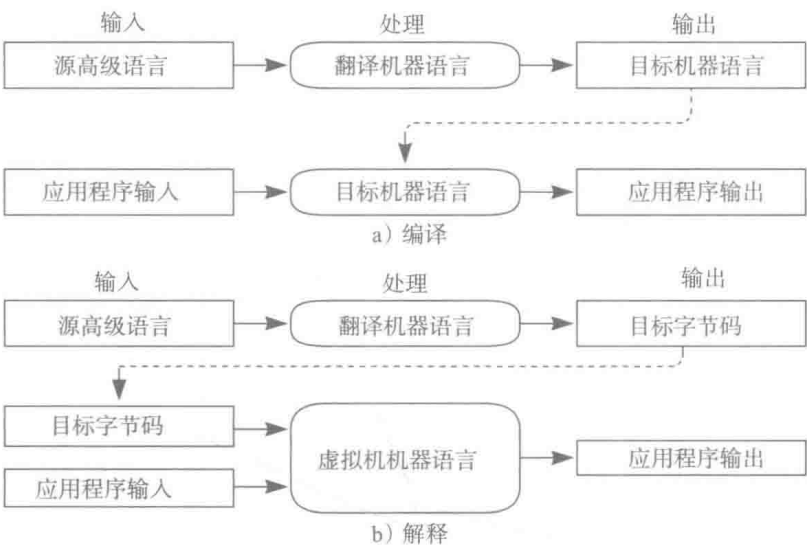 输入 处理 输出
源高级语言 翻译机器语言 目标机器语言
应用程序输入 目标机器语言 应用程序输出
a）编译
输入 处理 输出
源高级语言 翻译机器语言 目标字节码
目标字节码
虚拟机机器语言 应用程序输出
应用程序输入
b）解释